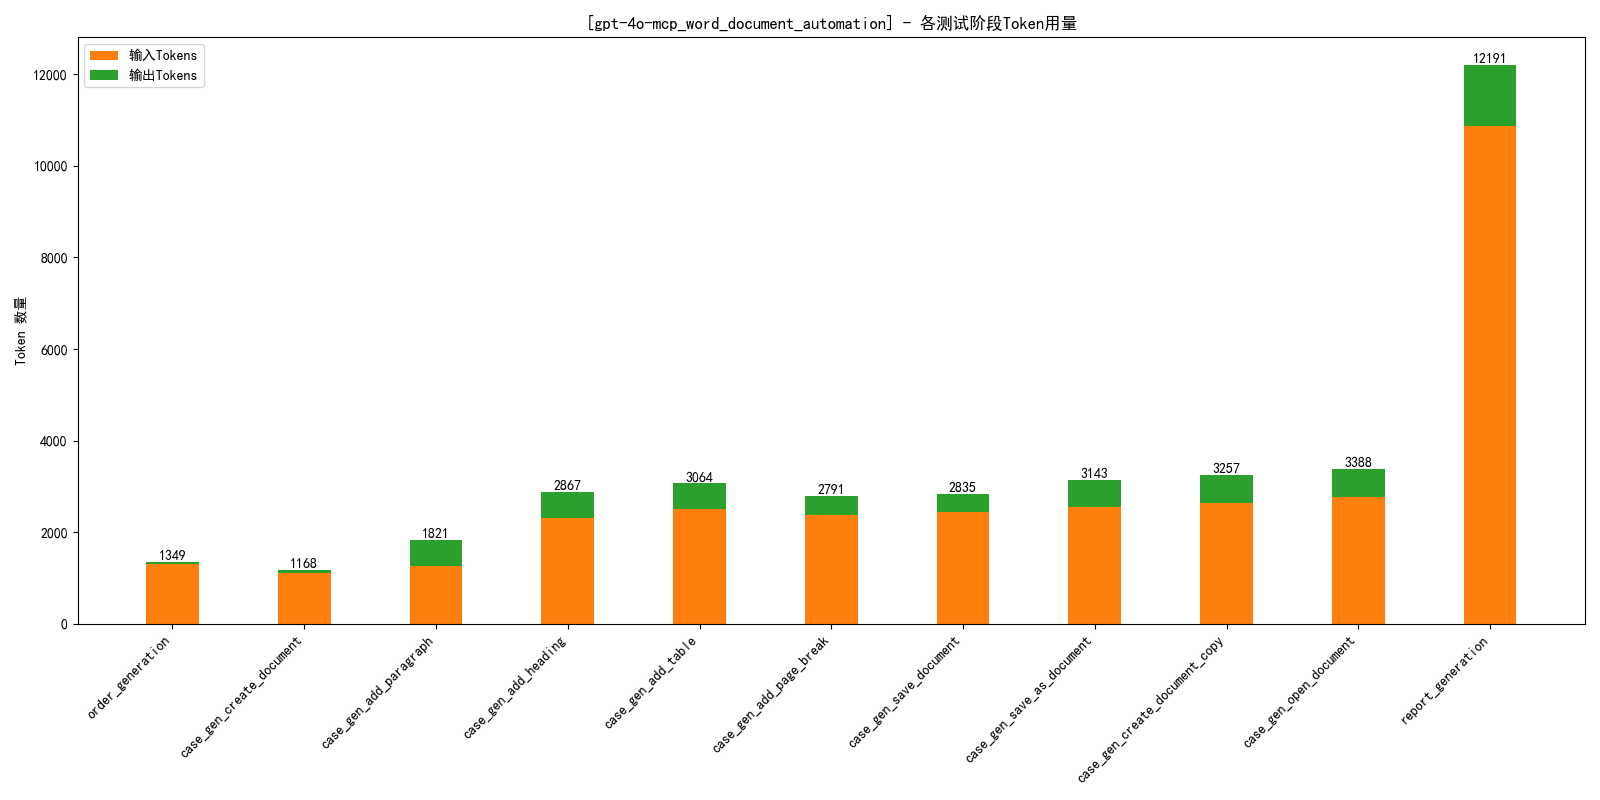 [gpt-4o-mcp_word_document_automation] - 各测试阶段Token用量
输入Tokens
输出Tokens
Token 数量
12000
10000
8000
6000
4000
2000
0
1349
1168
1821
2867
3064
2791
2835
3143
3257
3388
12191
order_generation
case_gen_create_document
case_gen_add_paragraph
case_gen_add_heading
case_gen_add_table
case_gen_add_page_break
case_gen_save_document
case_gen_save_as_document
case_gen_create_document_copy
case_gen_open_document
report_generation